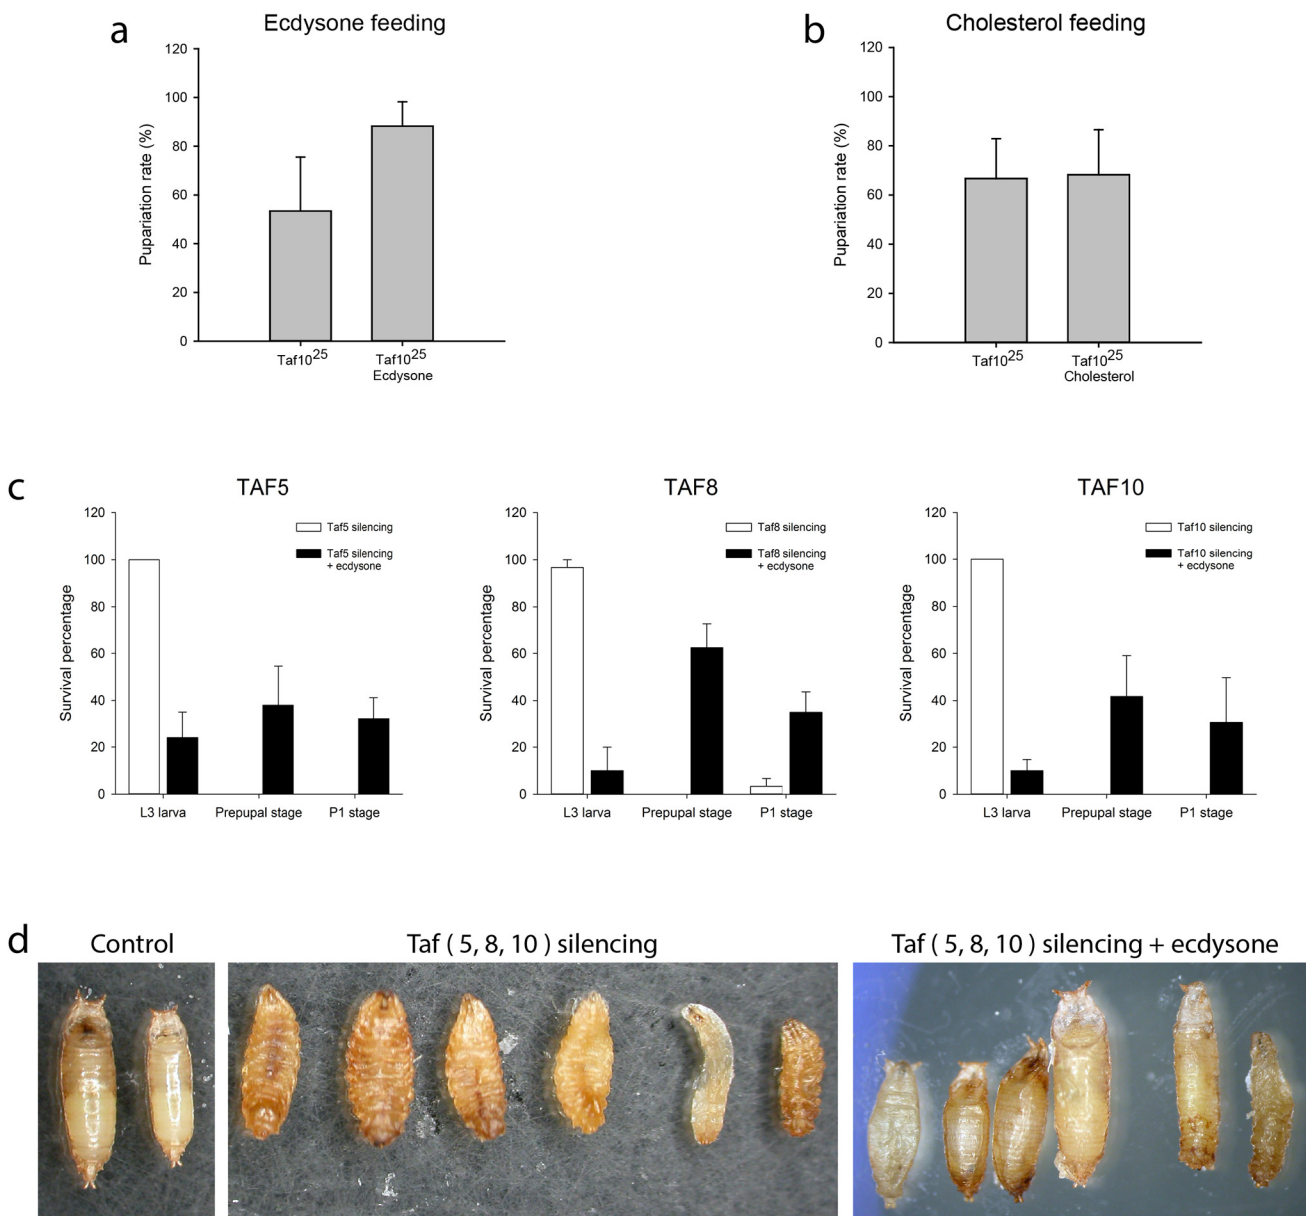 a
Ecdysone feeding
120
100
80
60
40
20
0
Pupariation rate (%)
Taf10²⁵
Taf10²⁵
Ecdysone
b
Cholesterol feeding
120
100
80
60
40
20
0
Pupariation rate (%)
Taf10²⁵
Taf10²⁵
Cholesterol
c
TAF5
120
100
80
60
40
20
0
Survival percentage
Taf5 silencing
Taf5 silencing
+ ecdysone
L3 larva
Prepupal stage
P1 stage
TAF8
120
100
80
60
40
20
0
Survival percentage
Taf8 silencing
Taf8 silencing
+ ecdysone
L3 larva
Prepupal stage
P1 stage
TAF10
120
100
80
60
40
20
0
Survival percentage
Taf10 silencing
Taf10 silencing
+ ecdysone
L3 larva
Prepupal stage
P1 stage
d
Control
Taf ( 5, 8, 10 ) silencing
Taf ( 5, 8, 10 ) silencing + ecdysone